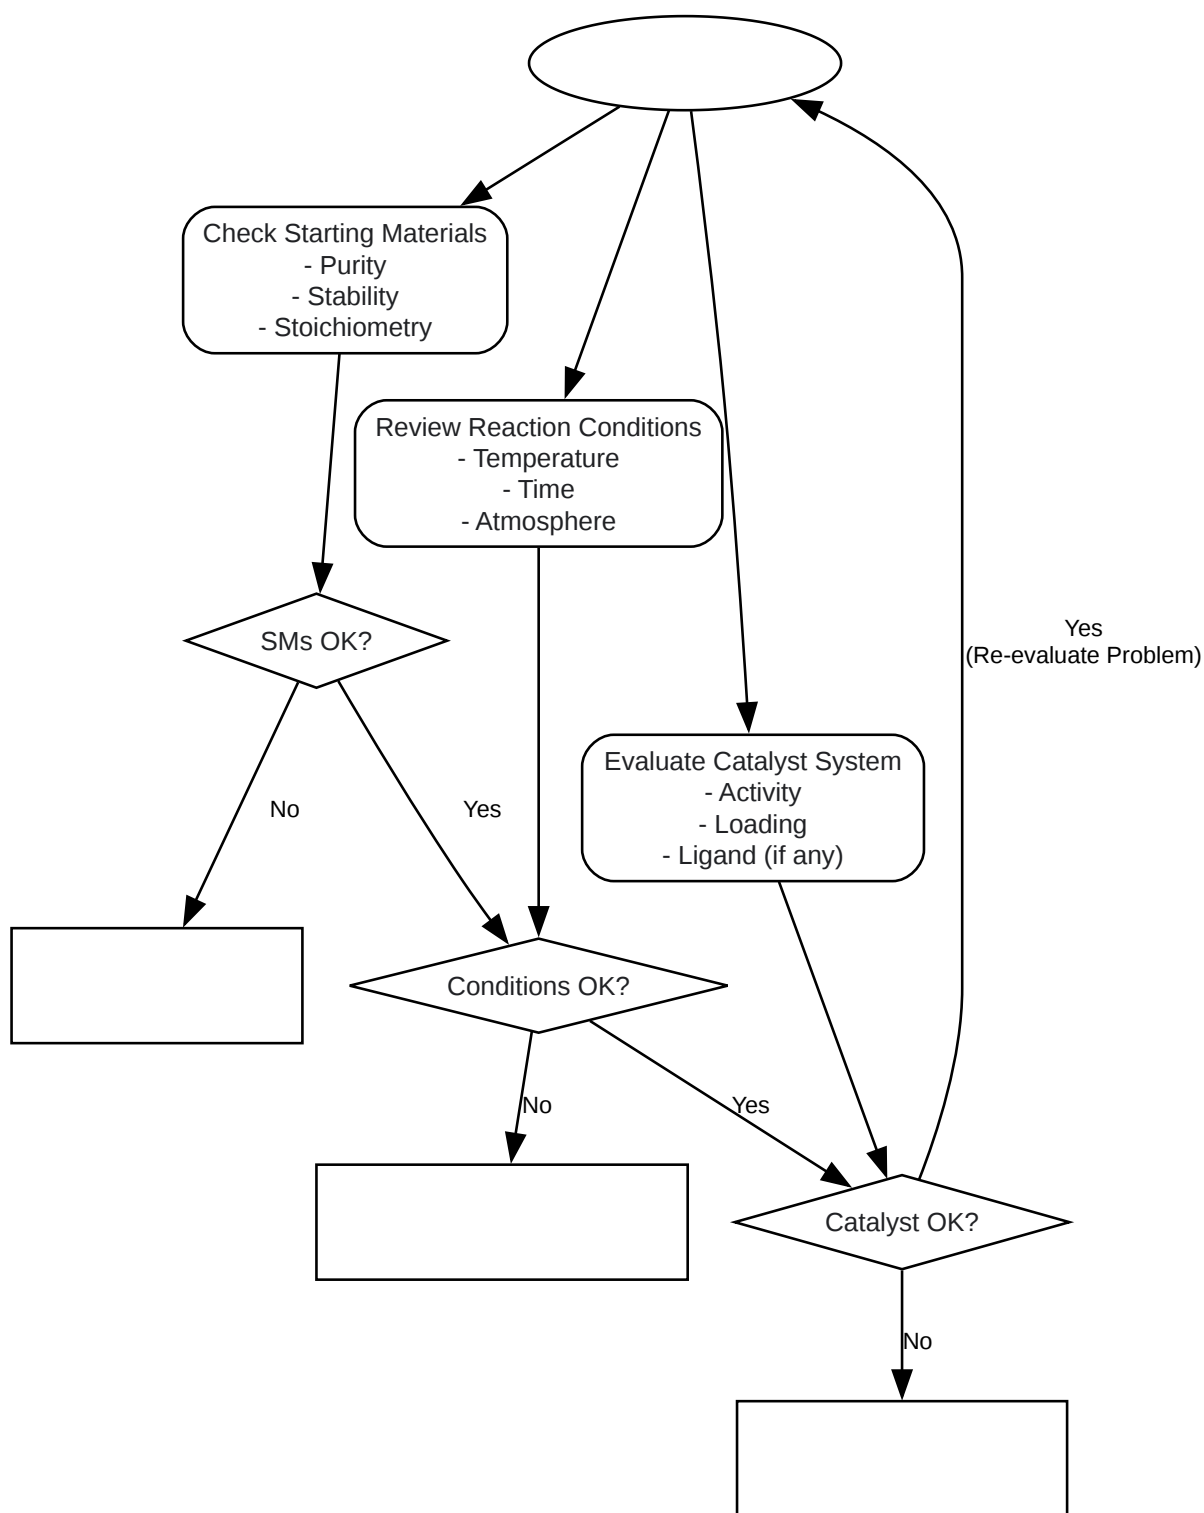 Check Starting Materials
- Purity
- Stability
- Stoichiometry
Review Reaction Conditions
- Temperature
- Time
- Atmosphere
SMs OK?
Yes
(Re-evaluate Problem)
Evaluate Catalyst System
- Activity
- Loading
- Ligand (if any)
No
Yes
Conditions OK?
No
Yes
Catalyst OK?
No